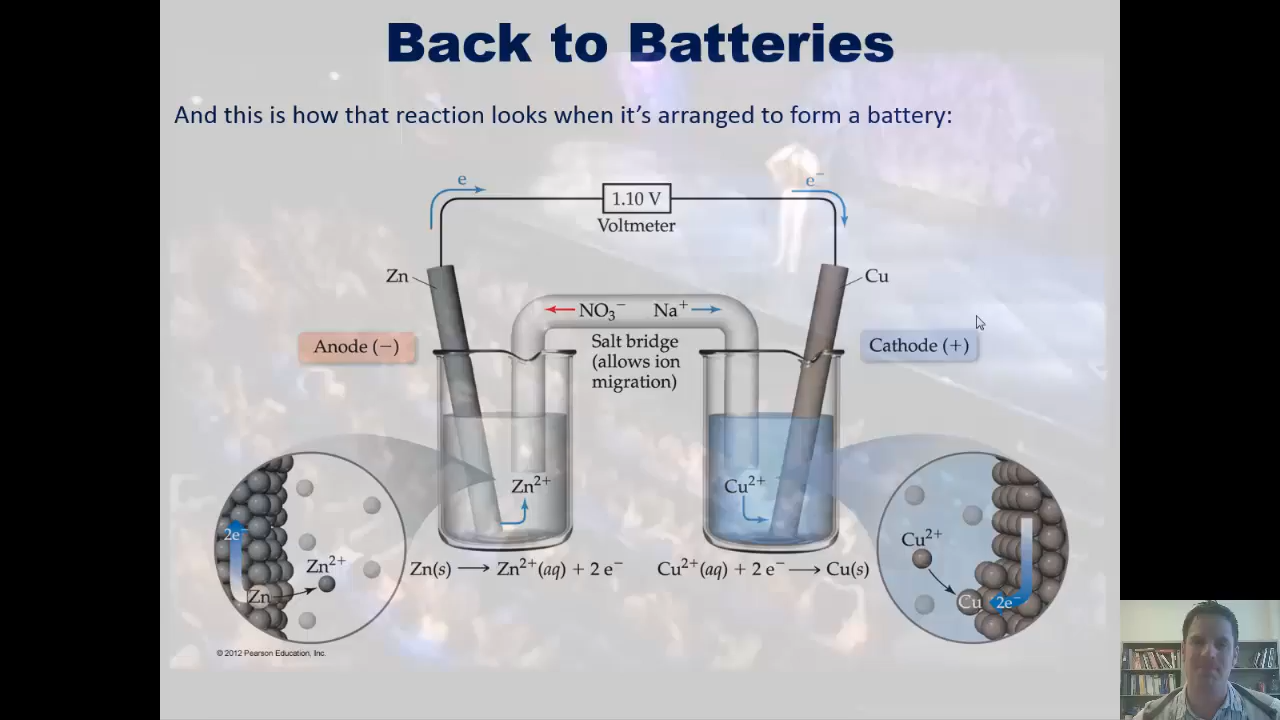 Back to Batteries
And this is how that reaction looks when it's arranged to form a battery:
e
e⁻
1.10 V
Voltmeter
Zn
Cu
NO₃⁻ Na⁺
Salt bridge
(allows ion
migration)
Anode (−)
Cathode (+)
Zn²⁺
Cu²⁺
2e⁻
Zn²⁺
Zn
Cu²⁺
Cu
2e⁻
Zn(s) ⟶ Zn²⁺(aq) + 2 e⁻
Cu²⁺(aq) + 2 e⁻ ⟶ Cu(s)
© 2012 Pearson Education, Inc.